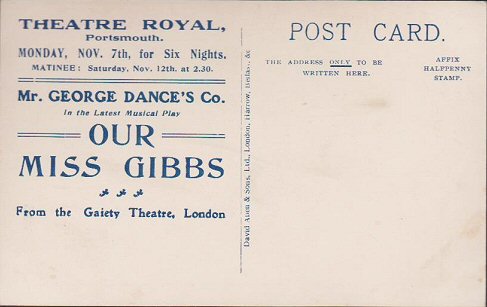 THEATRE ROYAL,
Portsmouth.
MONDAY, NOV. 7th, for Six Nights.
MATINEE: Saturday, Nov. 12th. at 2.30.
Mr. GEORGE DANCE'S Co.
In the Latest Musical Play
OUR
MISS GIBBS
From the Gaiety Theatre, London
David Allen & Sons, Ltd., London, Harrow, Belfast, &c
POST CARD.
THE ADDRESS ONLY TO BE
WRITTEN HERE.
AFFIX
HALFPENNY
STAMP.